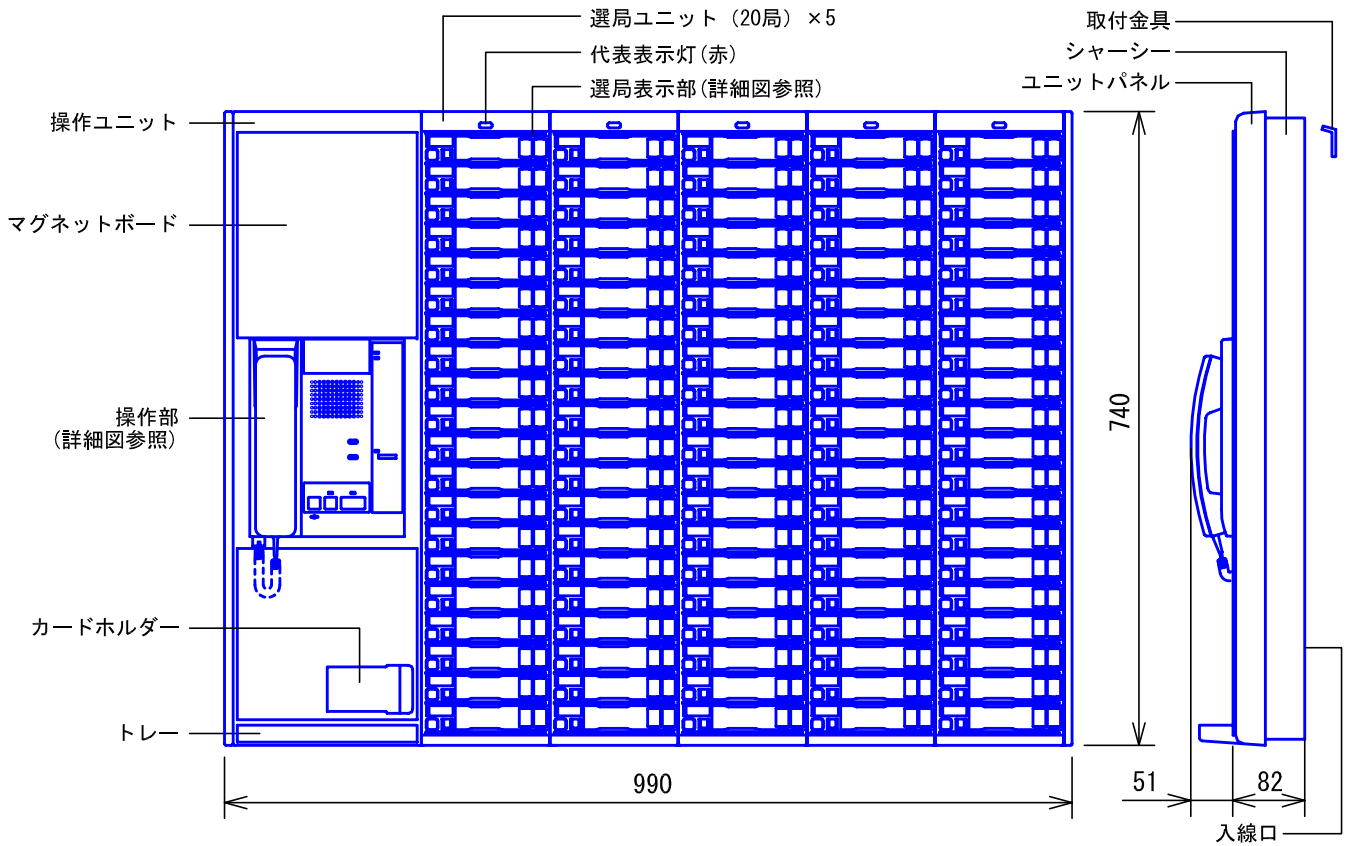 選局ユニット（20局）×5
代表表示灯(赤)
選局表示部(詳細図参照)
取付金具
シャーシー
ユニットパネル
操作ユニット
マグネットボード
操作部
(詳細図参照)
740
カードホルダー
トレー
990
51
82
入線口